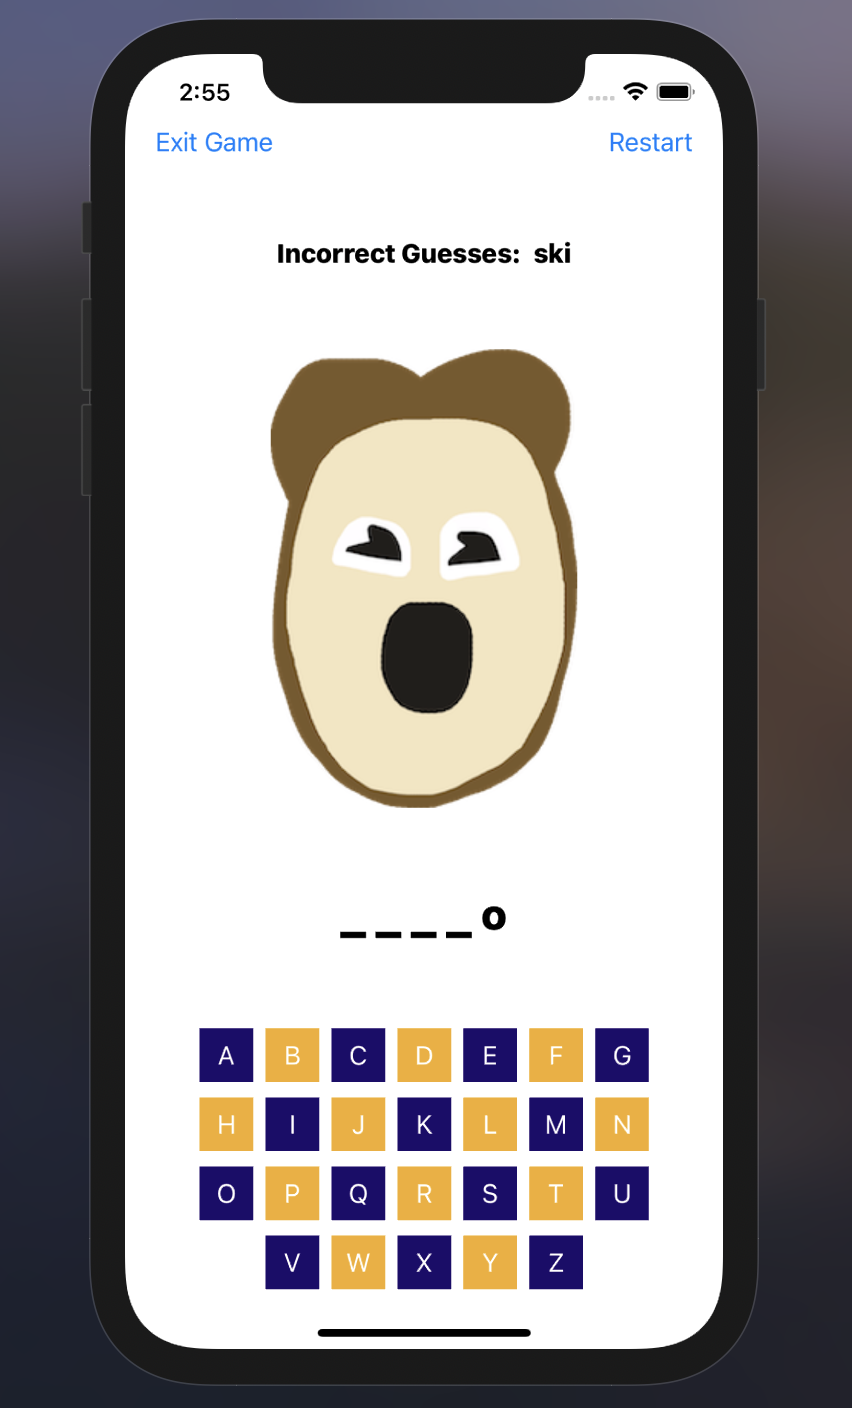 2:55
Exit Game Restart
Incorrect Guesses: ski
_ _ _ _ o
A B C D E F G
H I J K L M N
O P Q R S T U
V W X Y Z